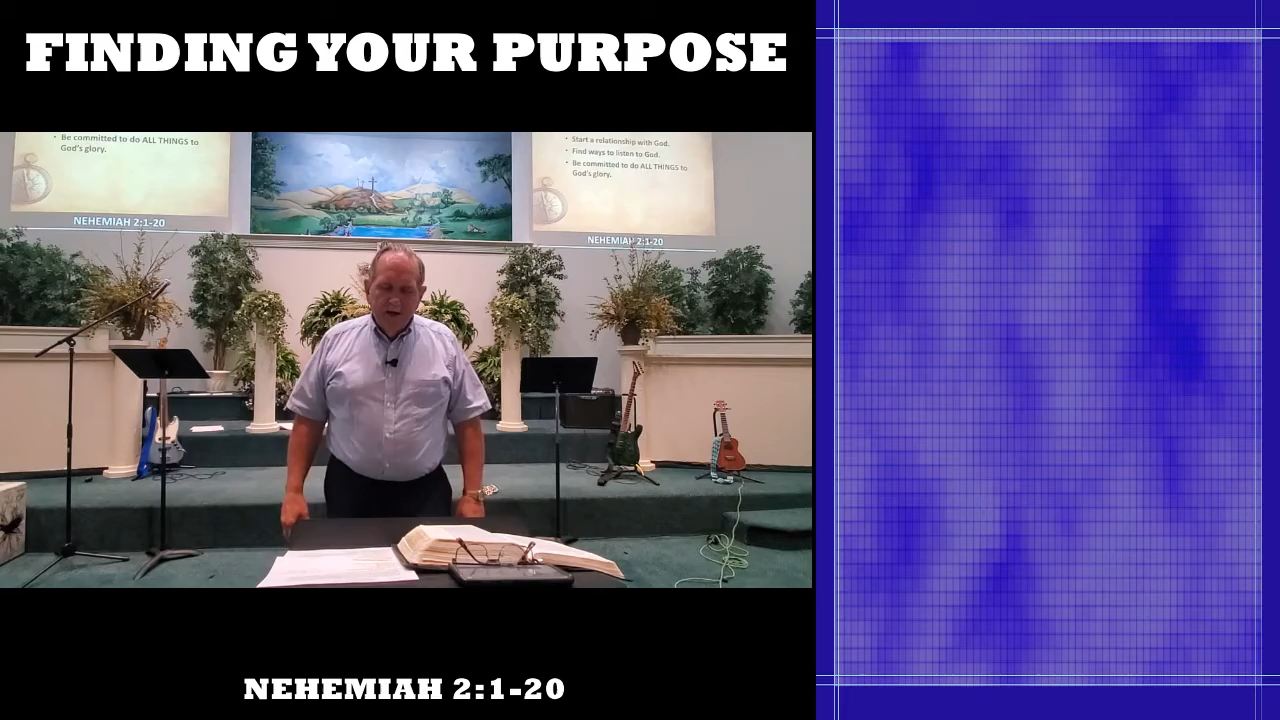 FINDING YOUR PURPOSE
• Be committed to do ALL THINGS to
God's glory.
NEHEMIAH 2:1-20
• Start a relationship with God.
• Find ways to listen to God.
• Be committed to do ALL THINGS to
God's glory.
NEHEMIAH 2:1-20
NEHEMIAH 2:1-20